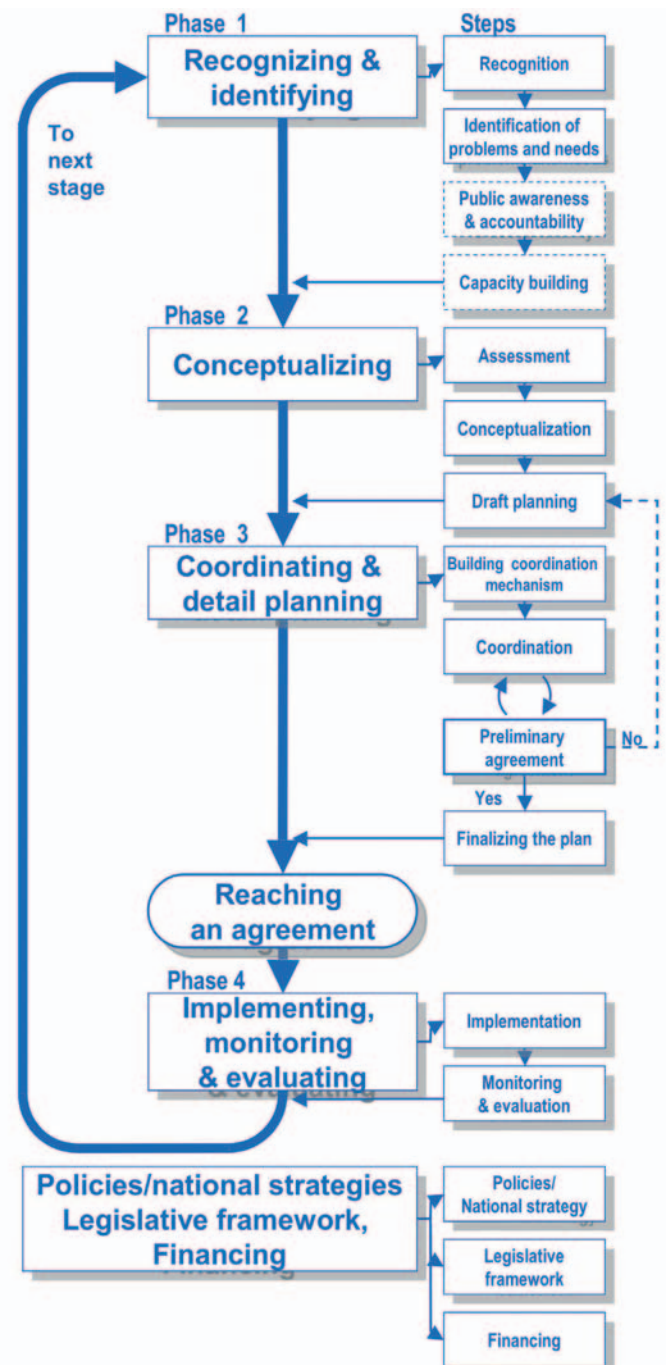 Phase 1
Steps
Recognizing &
identifying
Recognition
To
next
stage
Identification of
problems and needs
Public awareness
& accountability
Capacity building
Phase 2
Conceptualizing
Assessment
Conceptualization
Draft planning
Phase 3
Coordinating &
detail planning
Building coordination
mechanism
Coordination
Preliminary
agreement
No
Yes
Finalizing the plan
Reaching
an agreement
Phase 4
Implementing,
monitoring
& evaluating
Implementation
Monitoring
& evaluation
Policies/national strategies
Legislative framework,
Financing
Policies/
National strategy
Legislative
framework
Financing